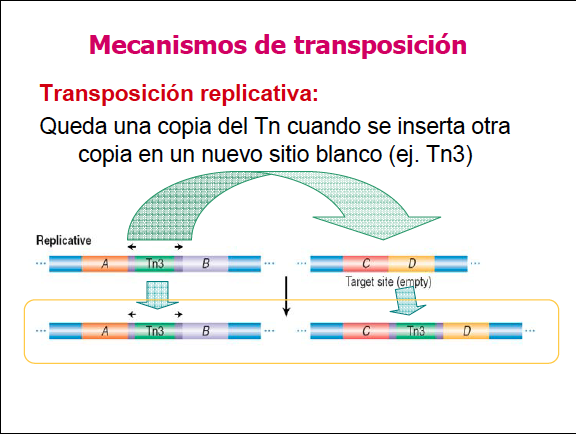 Mecanismos de transposición
Transposición replicativa:
Queda una copia del Tn cuando se inserta otra
copia en un nuevo sitio blanco (ej. Tn3)
Replicative
A Tn3 B C D
Target site (empty)
A Tn3 B C Tn3 D